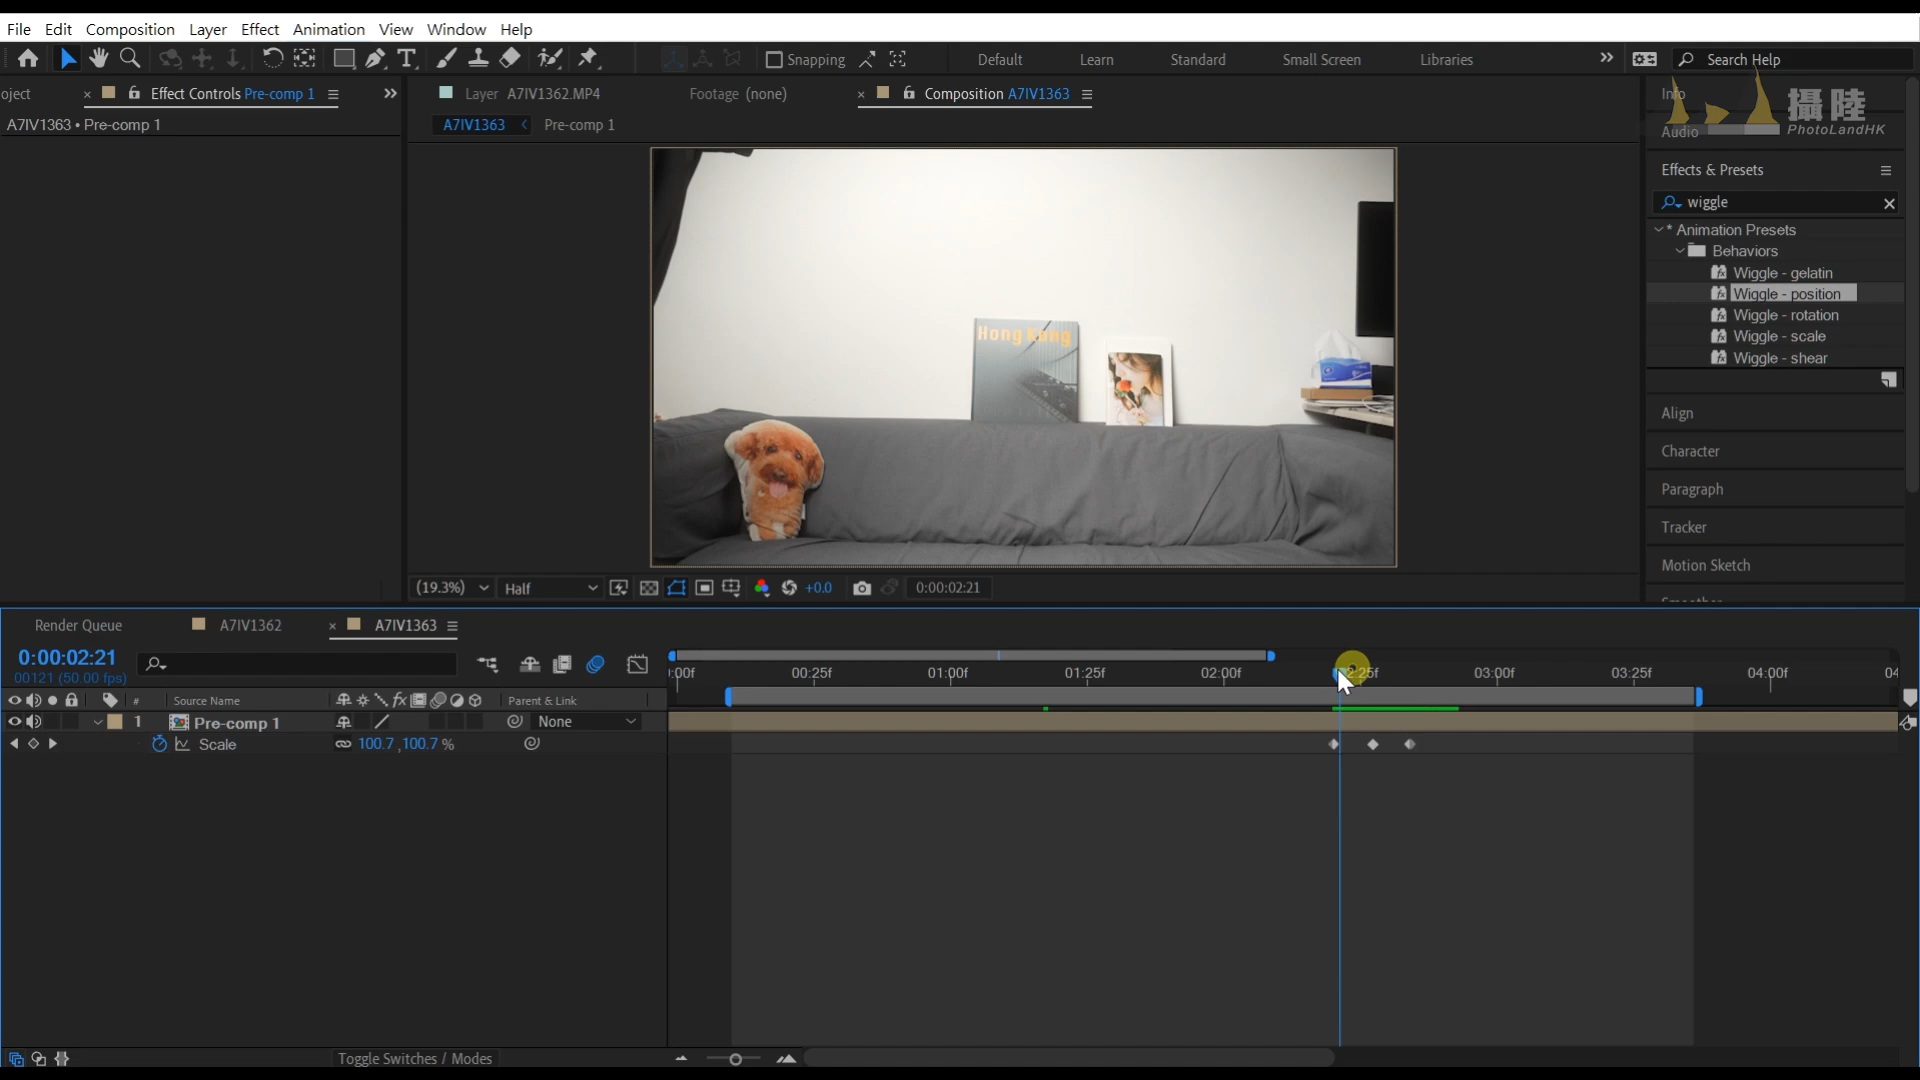 File Edit Composition Layer Effect Animation View Window Help
Snapping Default Learn Standard Small Screen Libraries Search Help
oject Effect Controls Pre-comp 1
A7IV1363 • Pre-comp 1
Layer A7IV1362.MP4 Footage (none) Composition A7IV1363
A7IV1363 Pre-comp 1
Info
攝陸
PhotoLandHK
Audio
Effects & Presets
wiggle
* Animation Presets
Behaviors
Wiggle - gelatin
Wiggle - position
Wiggle - rotation
Wiggle - scale
Wiggle - shear
Align
Character
Paragraph
Tracker
Motion Sketch
Hong Kong
(19.3%) Half +0.0 0:00:02:21
Render Queue A7IV1362 A7IV1363
0:00:02:21
00121 (50.00 fps)
:00f 00:25f 01:00f 01:25f 02:00f 2:25f 03:00f 03:25f 04:00f 04
# Source Name Parent & Link
1 Pre-comp 1 None
Scale 100.7,100.7%
Toggle Switches / Modes